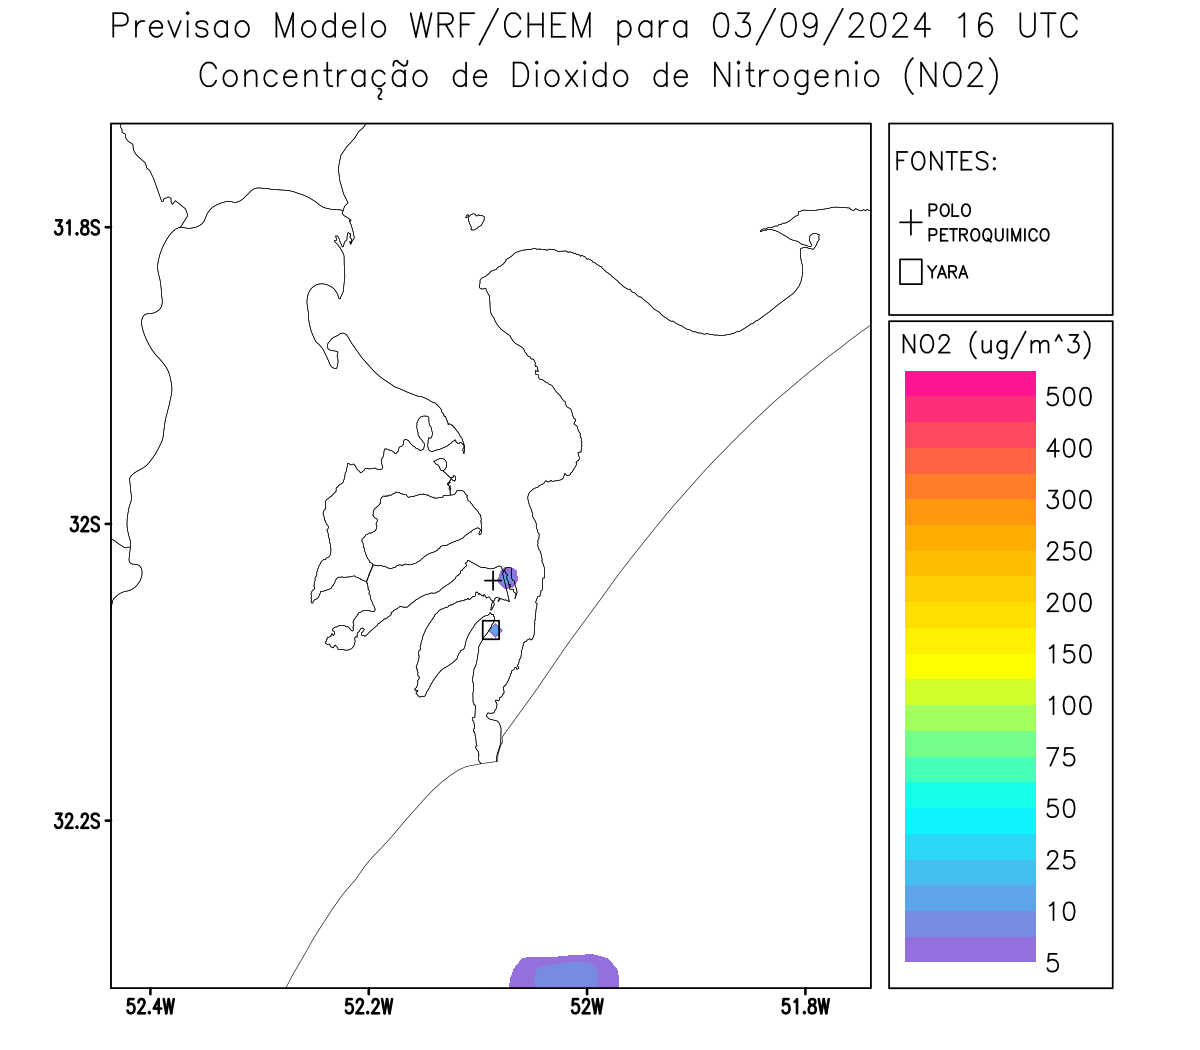 Previsao Modelo WRF/CHEM para 03/09/2024 16 UTC
Concentração de Dioxido de Nitrogenio (NO2)
FONTES:
POLO
PETROQUIMICO
YARA
NO2 (ug/m^3)
500
400
300
250
200
150
100
75
50
25
10
5
31.8S
32S
32.2S
52.4W
52.2W
52W
51.8W